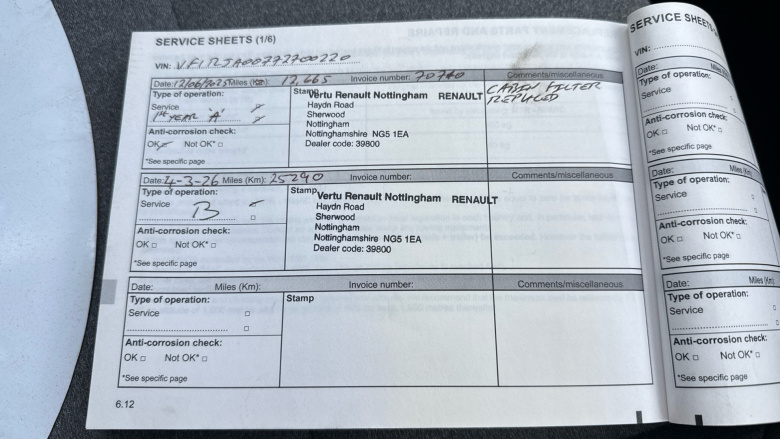 SERVICE SHEETS (1/6)
VIN: VF1RJA00772700220
Date: 12/06/2025 Miles (Km): 12,665 Invoice number: 70740 Comments/miscellaneous
Type of operation:
Service
1st YEAR 'A'
Anti-corrosion check:
OK Not OK* □
*See specific page
Stamp
Vertu Renault Nottingham RENAULT
Haydn Road
Sherwood
Nottingham
Nottinghamshire NG5 1EA
Dealer code: 39800
CABIN FILTER
REPLACED
Date: 4-3-26 Miles (Km): 25290 Invoice number: Comments/miscellaneous
Type of operation:
Service
B □
Anti-corrosion check:
OK □ Not OK* □
*See specific page
Stamp
Vertu Renault Nottingham RENAULT
Haydn Road
Sherwood
Nottingham
Nottinghamshire NG5 1EA
Dealer code: 39800
Date: Miles (Km): Invoice number: Comments/miscellaneous
Type of operation:
Service □
□
Anti-corrosion check:
OK □ Not OK* □
*See specific page
Stamp
6.12
SERVICE SHEETS
VIN:
Date:
Type of operation:
Service
Anti-corrosion check:
OK □ Not OK* □
*See specific page
Date: Miles (Km)
Type of operation:
Service □
□
Anti-corrosion check:
OK □ Not OK* □
*See specific page
Date: Miles (Km)
Type of operation:
Service □
□
Anti-corrosion check:
OK □ Not OK* □
*See specific page